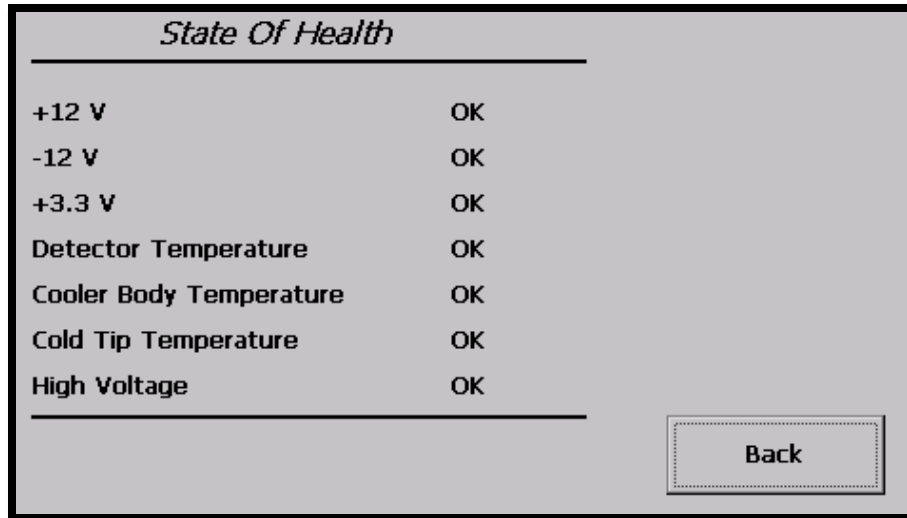 State Of Health
+12 V OK
-12 V OK
+3.3 V OK
Detector Temperature OK
Cooler Body Temperature OK
Cold Tip Temperature OK
High Voltage OK
Back